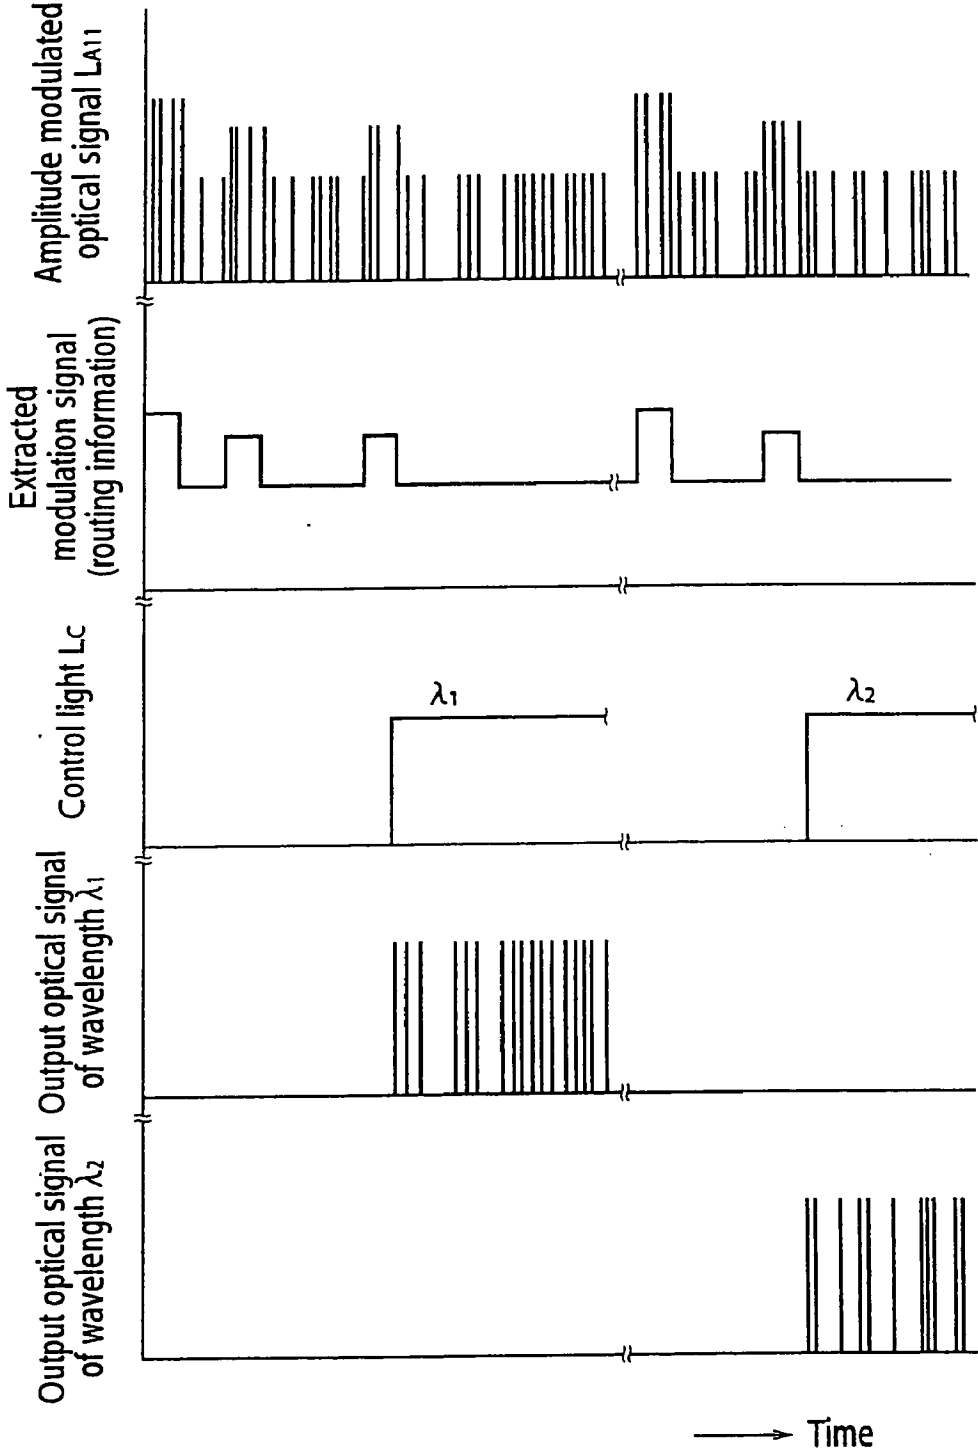 Amplitude modulated
optical signal LA11
Extracted
modulation signal
(routing information)
Control light LC
λ1
λ2
Output optical signal
of wavelength λ1
Output optical signal
of wavelength λ2
Time